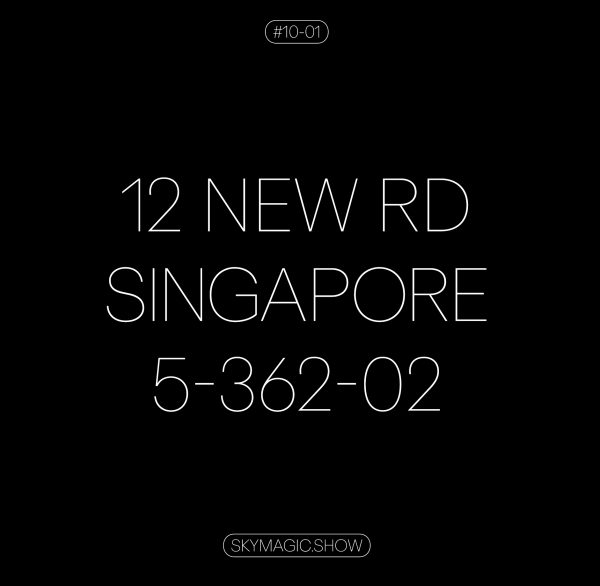 #10-01
12 NEW RD
SINGAPORE
5-362-02
SKYMAGIC.SHOW